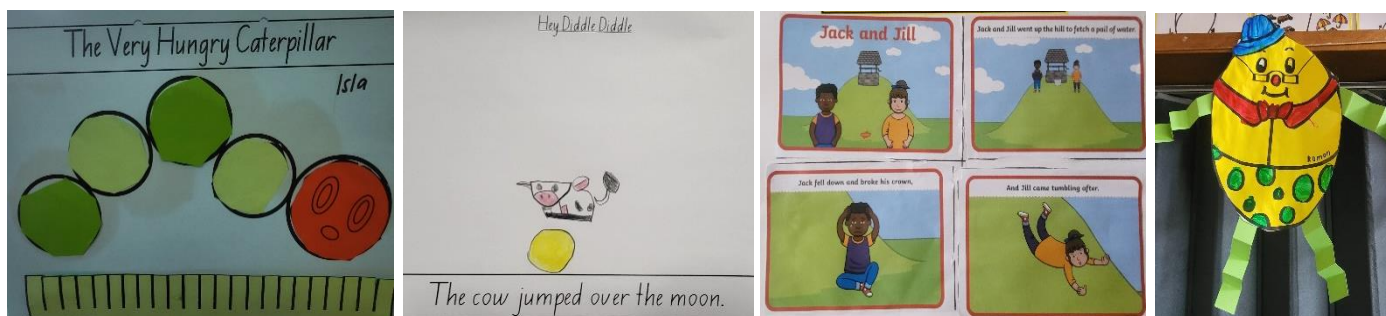 The Very Hungry Caterpillar
Isla
Hey Diddle Diddle
The cow jumped over the moon.
Jack and Jill
Jack and Jill went up the hill to fetch a pail of water.
Jack fell down and broke his crown,
And Jill came tumbling after.
Ramon